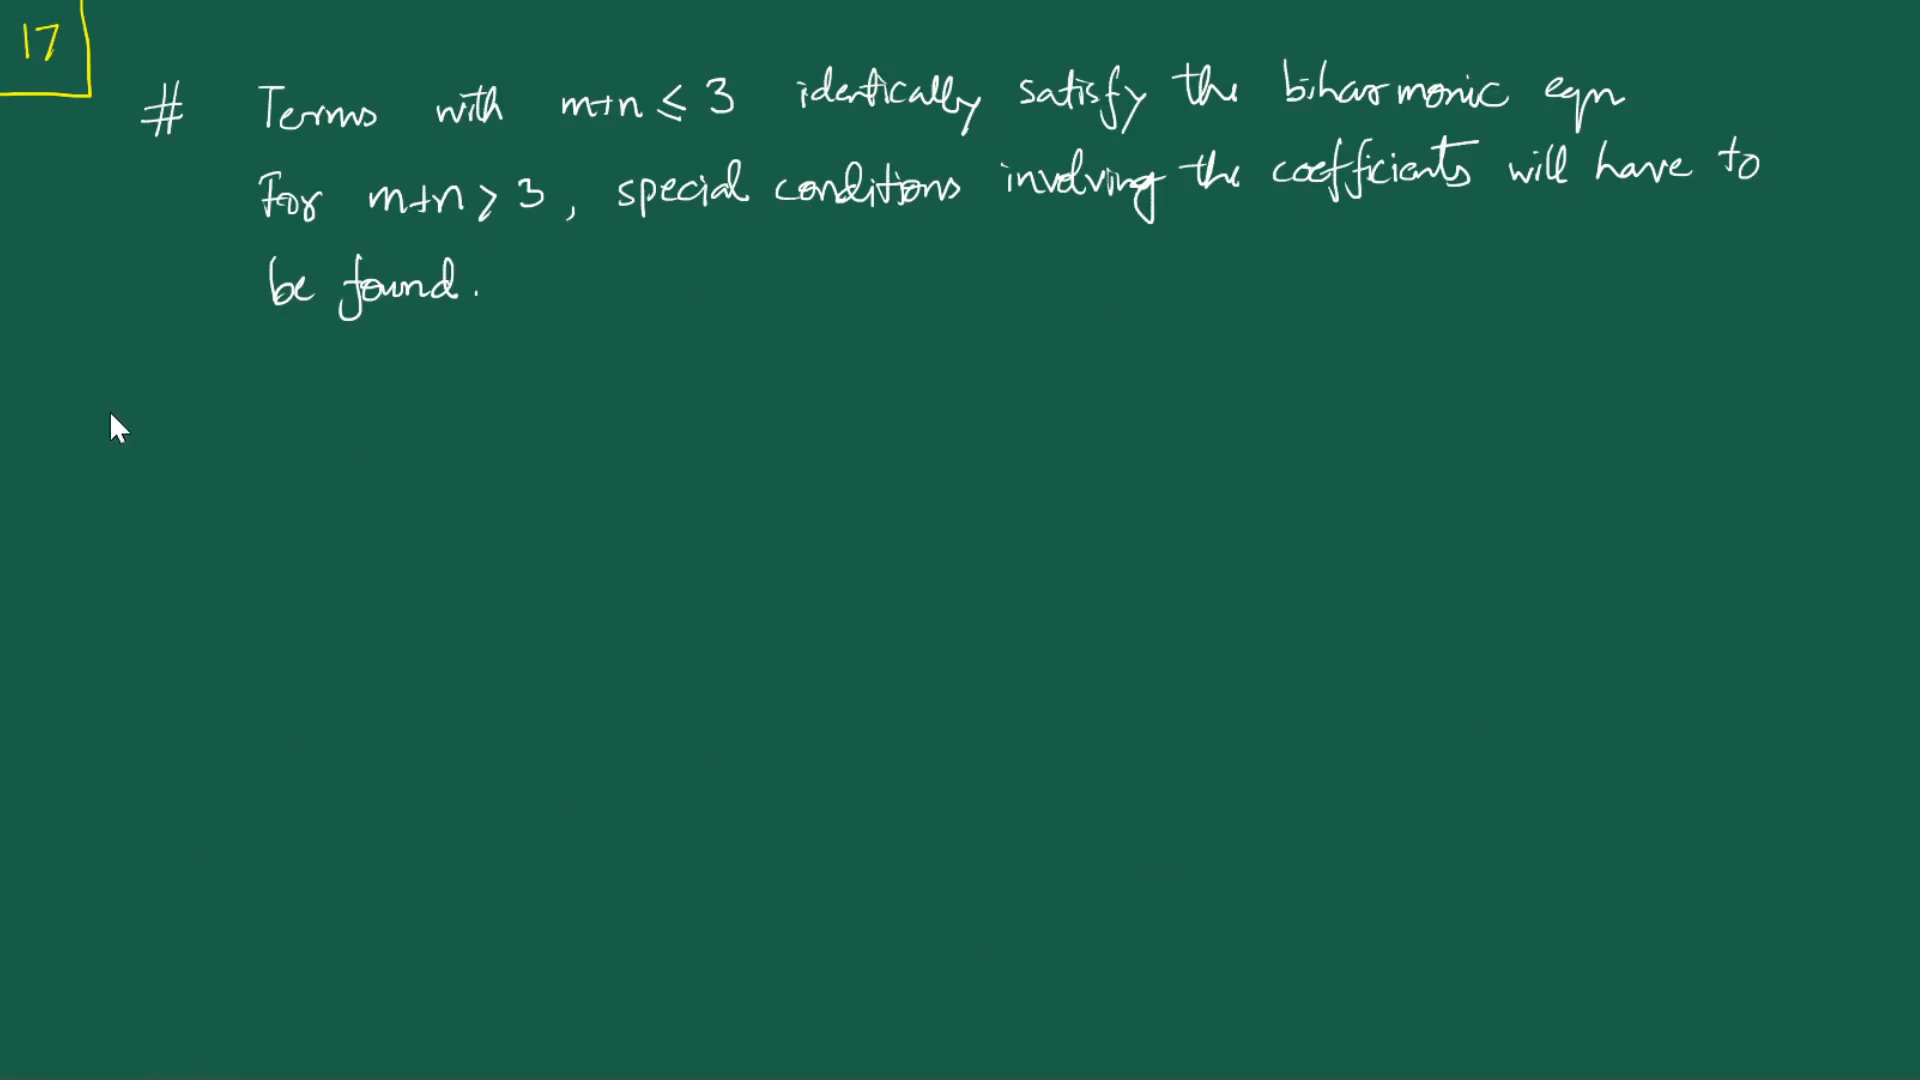 17
# Terms with m+n ≤ 3 identically satisfy the biharmonic eqn
For m+n > 3, special conditions involving the coefficients will have to
be found.